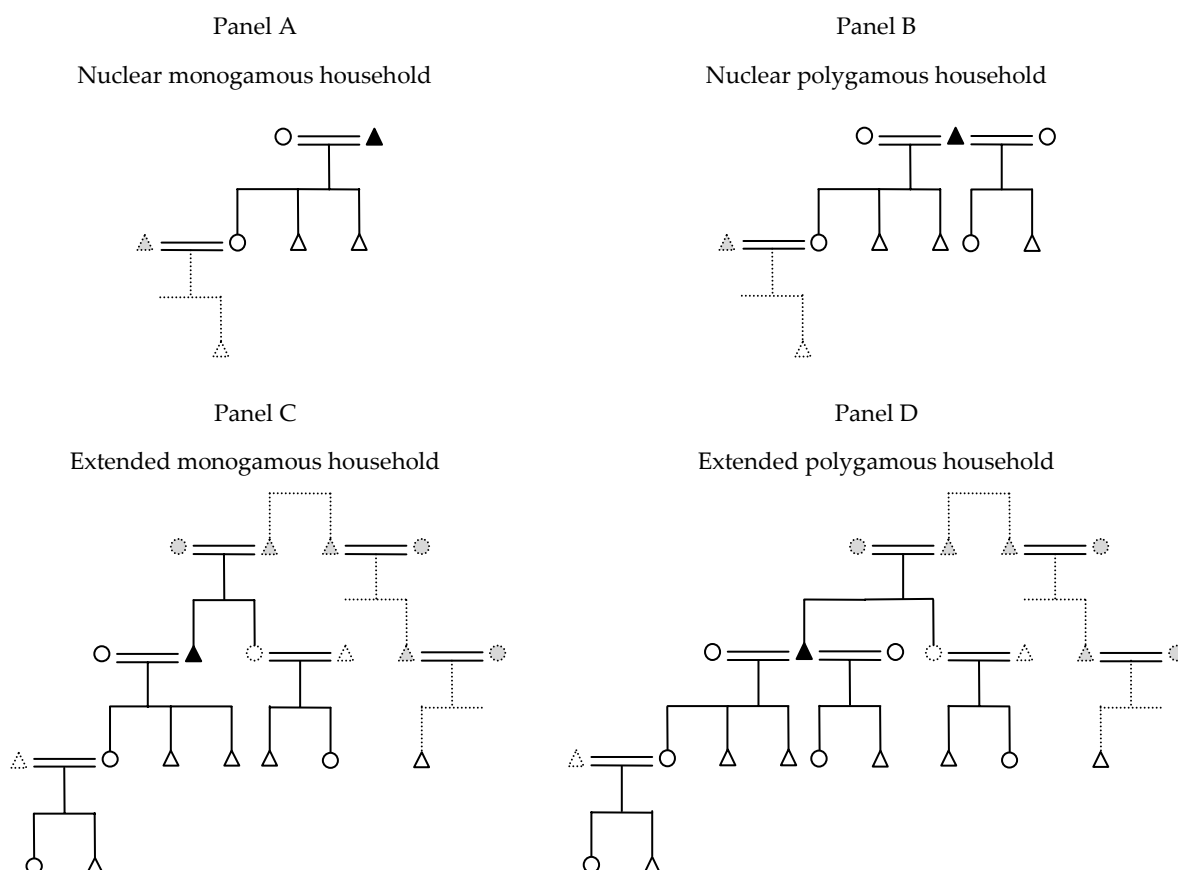 Panel A
Nuclear monogamous household
Panel B
Nuclear polygamous household
Panel C
Extended monogamous household
Panel D
Extended polygamous household